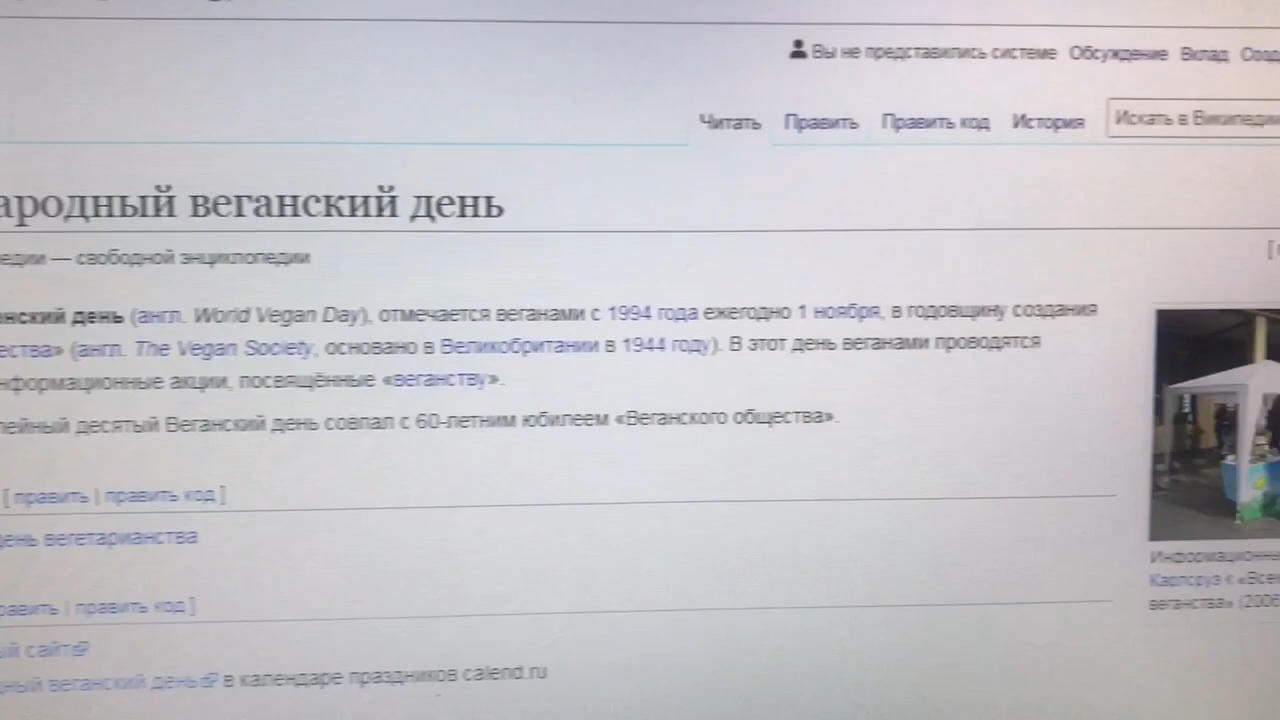 Вы не представились системе Обсуждение Вклад
Читать Править Править код История Искать в Википедии
ародный веганский день
едии — свободной энциклопедии
нский день (англ. World Vegan Day), отмечается веганами с 1994 года ежегодно 1 ноября, в годовщину создания
ества» (англ. The Vegan Society, основано в Великобритании в 1944 году). В этот день веганами проводятся
нформационные акции, посвящённые «веганству».
лейный десятый Веганский день совпал с 60-летним юбилеем «Веганского общества».
[ править | править код ]
день вегетарианства
равить | править код ]
ый сайт
дный веганский день в календаре праздников calend.ru
Информационны
Карлсруэ к «Всем
веганства» (2006